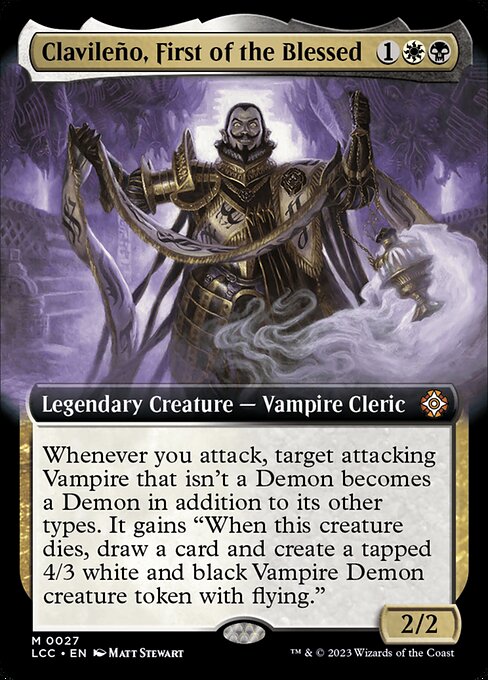 Clavileño, First of the Blessed 1
Legendary Creature — Vampire Cleric
Whenever you attack, target attacking
Vampire that isn't a Demon becomes
a Demon in addition to its other
types. It gains “When this creature
dies, draw a card and create a tapped
4/3 white and black Vampire Demon
creature token with flying.”
2/2
M 0027
LCC • EN Matt Stewart
™ & © 2023 Wizards of the Coast